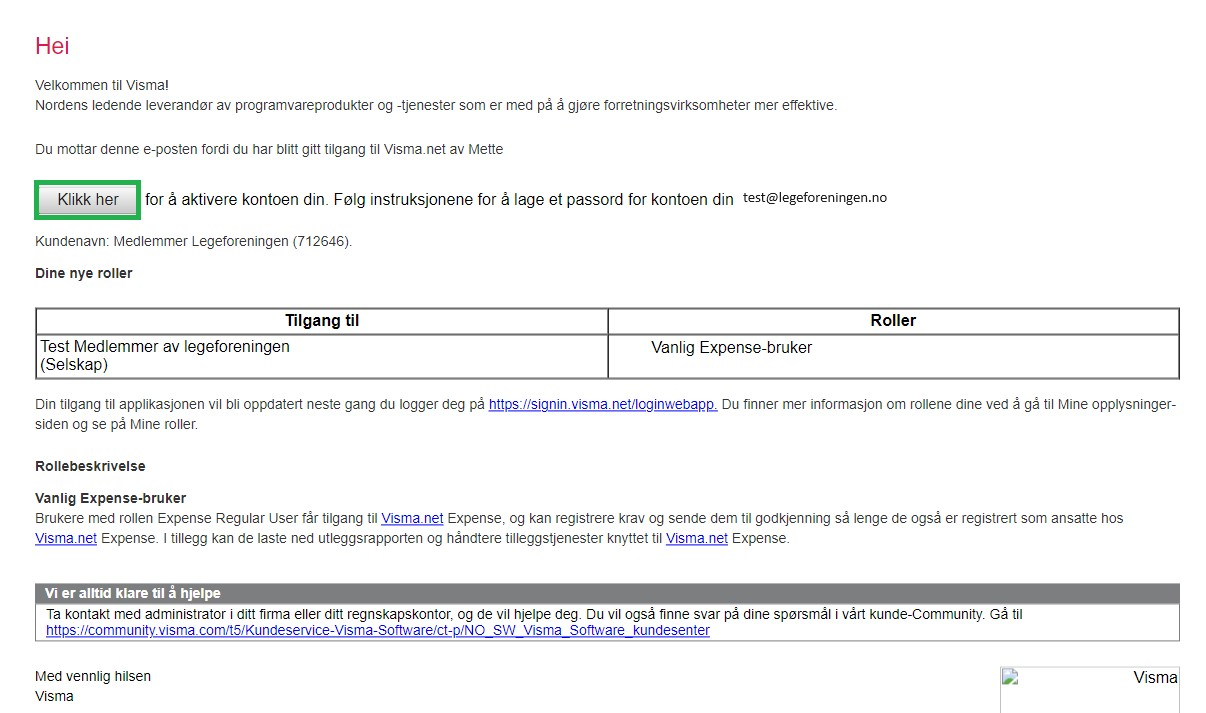 Hei
Velkommen til Visma!
Nordens ledende leverandør av programvareprodukter og -tjenester som er med på å gjøre forretningsvirksomheter mer effektive.
Du mottar denne e-posten fordi du har blitt gitt tilgang til Visma.net av Mette
Klikk her for å aktivere kontoen din. Følg instruksjonene for å lage et passord for kontoen din test@legeforeningen.no
Kundenavn: Medlemmer Legeforeningen (712646).
Dine nye roller
Tilgang til Roller
Test Medlemmer av legeforeningen Vanlig Expense-bruker
(Selskap)
Din tilgang til applikasjonen vil bli oppdatert neste gang du logger deg på https://signin.visma.net/loginwebapp. Du finner mer informasjon om rollene dine ved å gå til Mine opplysninger-
siden og se på Mine roller.
Rollebeskrivelse
Vanlig Expense-bruker
Brukere med rollen Expense Regular User får tilgang til Visma.net Expense, og kan registrere krav og sende dem til godkjenning så lenge de også er registrert som ansatte hos
Visma.net Expense. I tillegg kan de laste ned utleggsrapporten og håndtere tilleggstjenester knyttet til Visma.net Expense.
Vi er alltid klare til å hjelpe
Ta kontakt med administrator i ditt firma eller ditt regnskapskontor, og de vil hjelpe deg. Du vil også finne svar på dine spørsmål i vårt kunde-Community. Gå til
https://community.visma.com/t5/Kundeservice-Visma-Software/ct-p/NO_SW_Visma_Software_kundesenter
Med vennlig hilsen
Visma
Visma